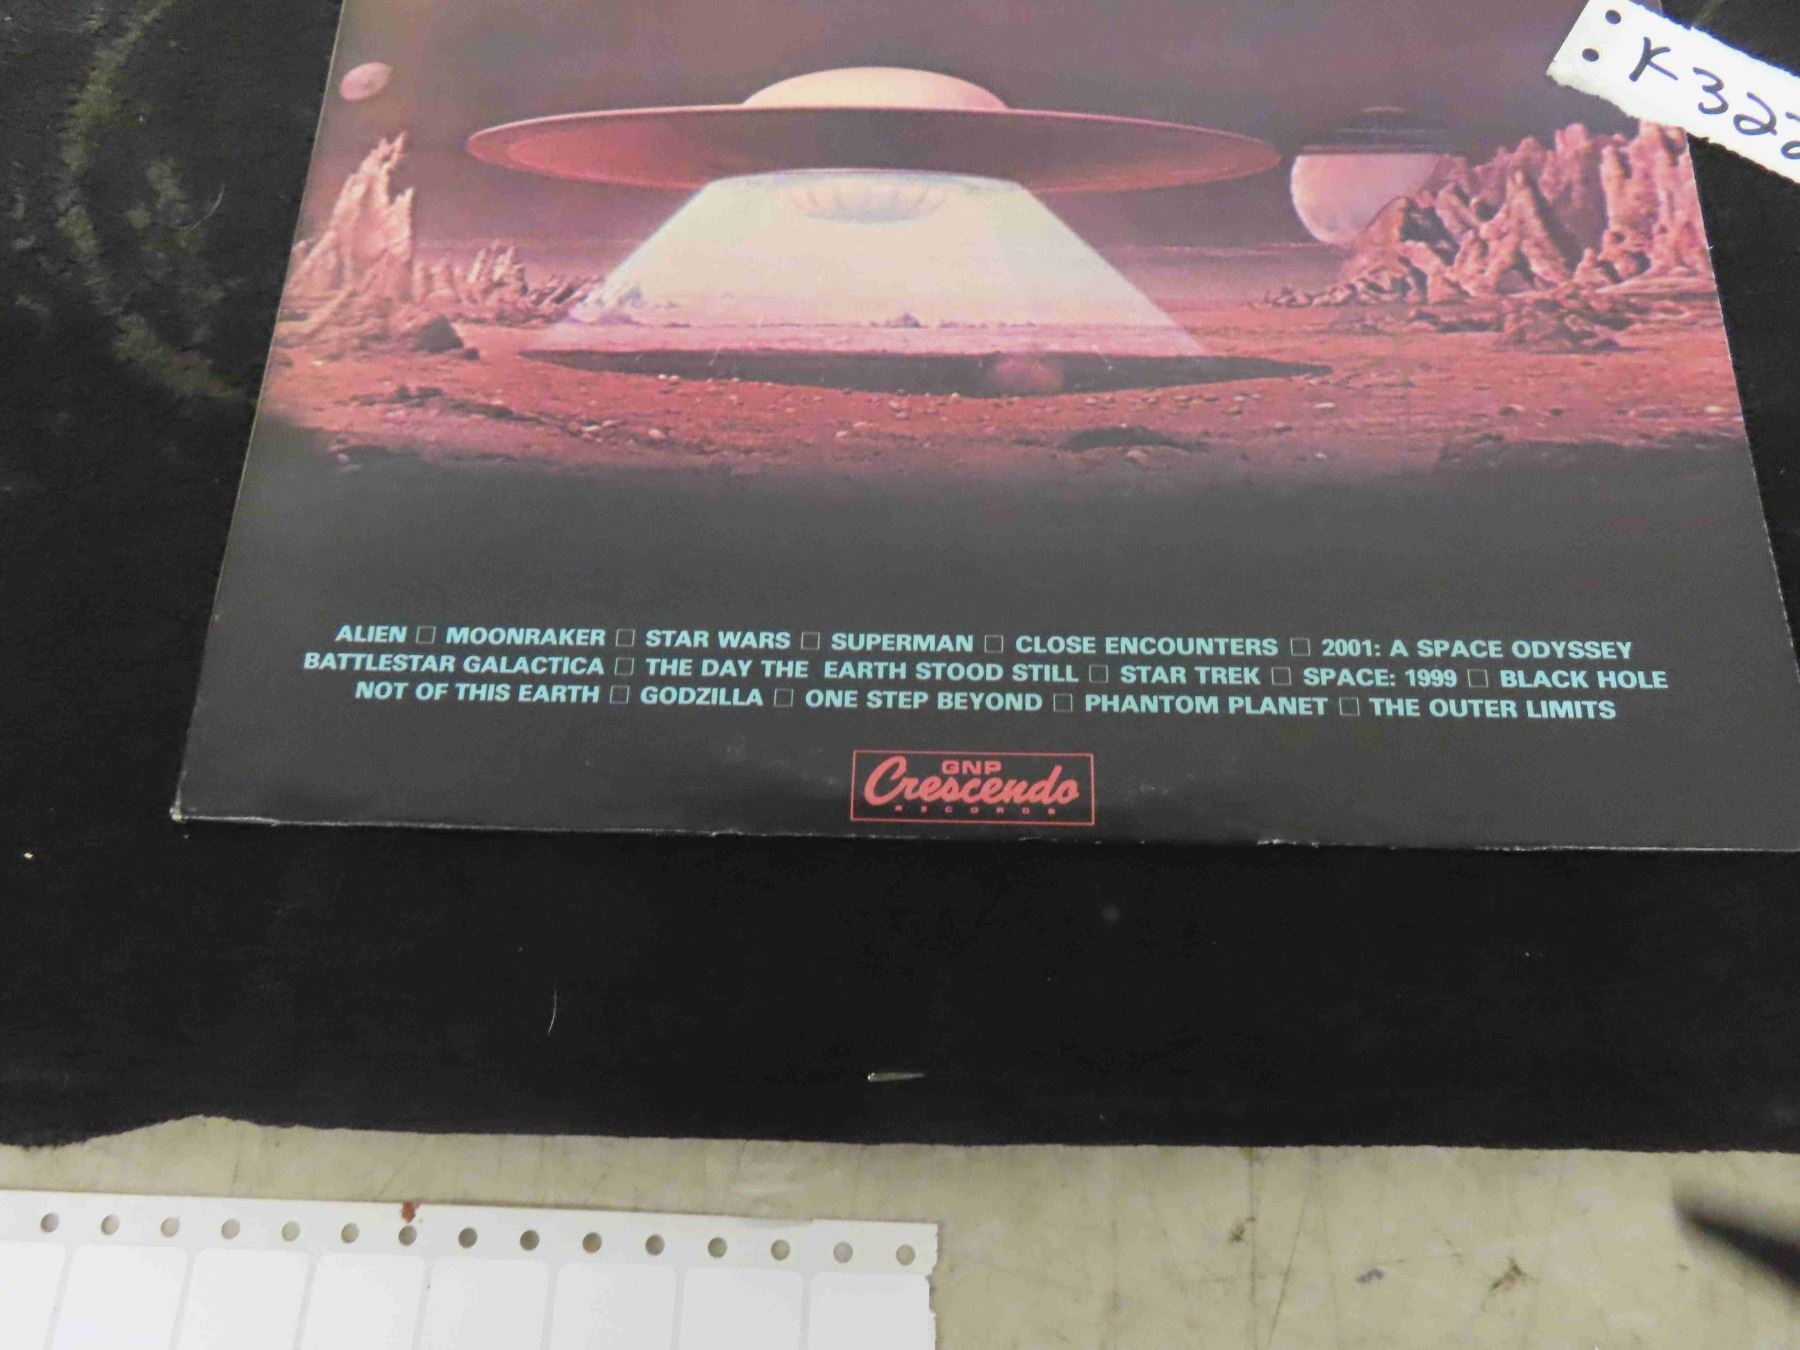 K-322
ALIEN □ MOONRAKER □ STAR WARS □ SUPERMAN □ CLOSE ENCOUNTERS □ 2001: A SPACE ODYSSEY
BATTLESTAR GALACTICA □ THE DAY THE EARTH STOOD STILL □ STAR TREK □ SPACE: 1999 □ BLACK HOLE
NOT OF THIS EARTH □ GODZILLA □ ONE STEP BEYOND □ PHANTOM PLANET □ THE OUTER LIMITS
GNP
Crescendo
RECORDS